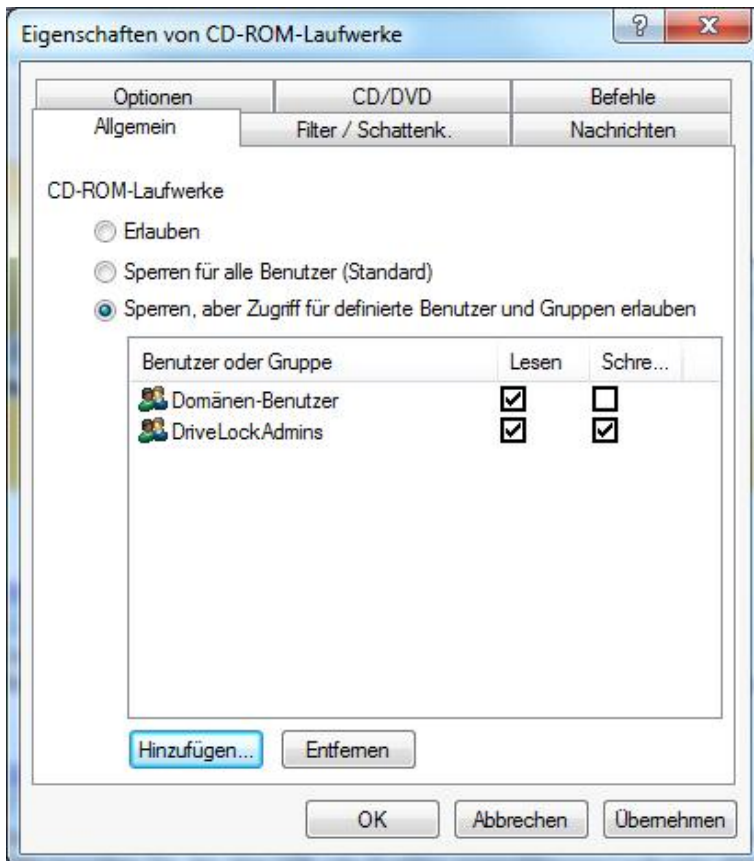 Eigenschaften von CD-ROM-Laufwerke
Optionen CD/DVD Befehle
Allgemein Filter / Schattenk. Nachrichten
CD-ROM-Laufwerke
Erlauben
Sperren für alle Benutzer (Standard)
Sperren, aber Zugriff für definierte Benutzer und Gruppen erlauben
Benutzer oder Gruppe Lesen Schre...
Domänen-Benutzer
DriveLockAdmins
Hinzufügen... Entfernen
OK Abbrechen Übernehmen